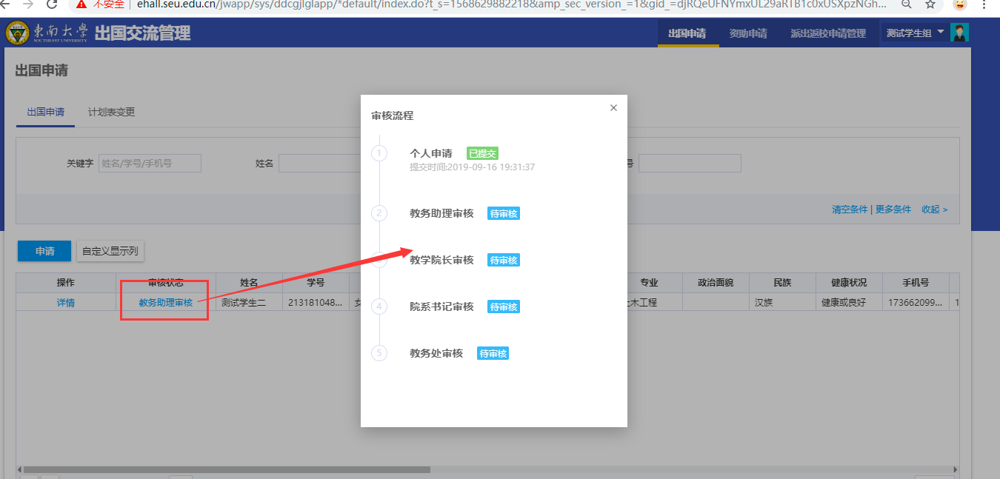 不安全 | ehall.seu.edu.cn/jwapp/sys/ddcgjlglapp/*default/index.do?t_s=1568629882218&amp_sec_version_=1&gid_=djRQeUFNYmxUL29aRTB1c0xUSXpzNGh...
東南大學 SOUTHEAST UNIVERSITY 出国交流管理 出国申请 资助申请 派出返校申请管理 测试学生组
出国申请
出国申请 计划表变更
关键字 姓名/学号/手机号 姓名 号
清空条件 | 更多条件 收起 >
申请 自定义显示列
操作 审核状态 姓名 学号 专业 政治面貌 民族 健康状况 手机号
详情 教务助理审核 测试学生二 213181048... 女 土木工程 汉族 健康或良好 173662099... 1
审核流程 ×
1 个人申请 已提交
提交时间:2019-09-16 19:31:37
2 教务助理审核 待审核
教学院长审核 待审核
4 院系书记审核 待审核
5 教务处审核 待审核